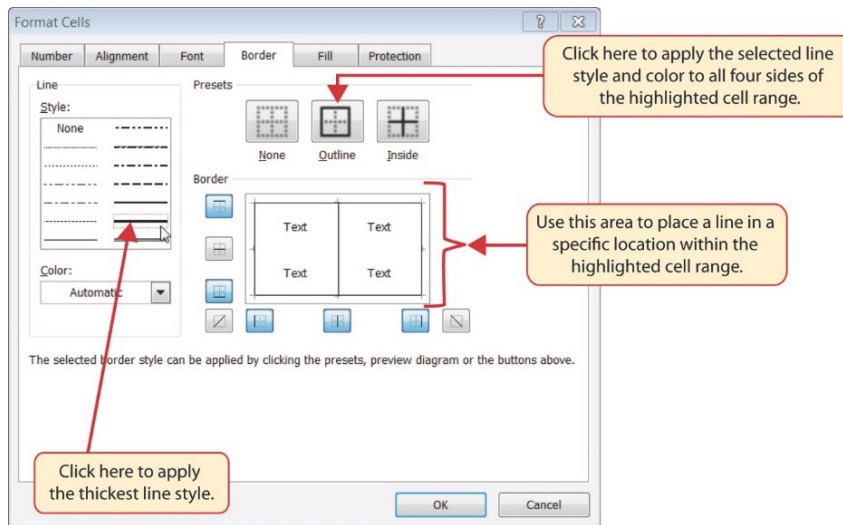 Format Cells
Number
Alignment
Font
Border
Fill
Protection
Click here to apply the selected line
style and color to all four sides of
the highlighted cell range.
Line
Style:
None
Presets
None
Outline
Inside
Border
Text
Text
Text
Text
Use this area to place a line in a
specific location within the
highlighted cell range.
Color:
Automatic
The selected border style can be applied by clicking the presets, preview diagram or the buttons above.
Click here to apply
the thickest line style.
OK
Cancel